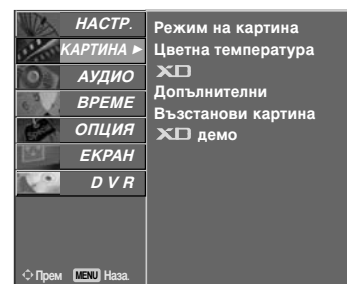 НАСТР.
КАРТИНА ►
АУДИО
ВРЕМЕ
ОПЦИЯ
ЕКРАН
D V R
Режим на картина
Цветна температура
XD
Допълнителни
Възстанови картина
XD демо
Прем MENU Наза.